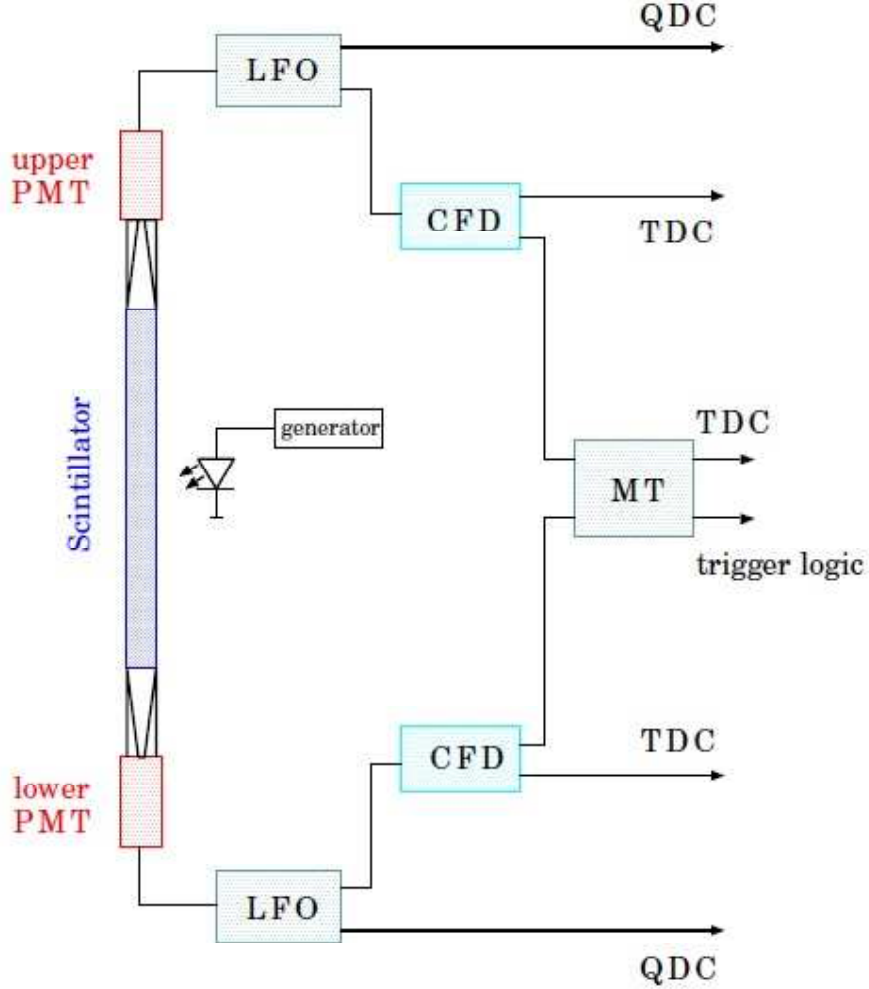 QDC
LFO
upper
PMT
CFD
TDC
Scintillator
generator
TDC
MT
trigger logic
TDC
CFD
lower
PMT
LFO
QDC